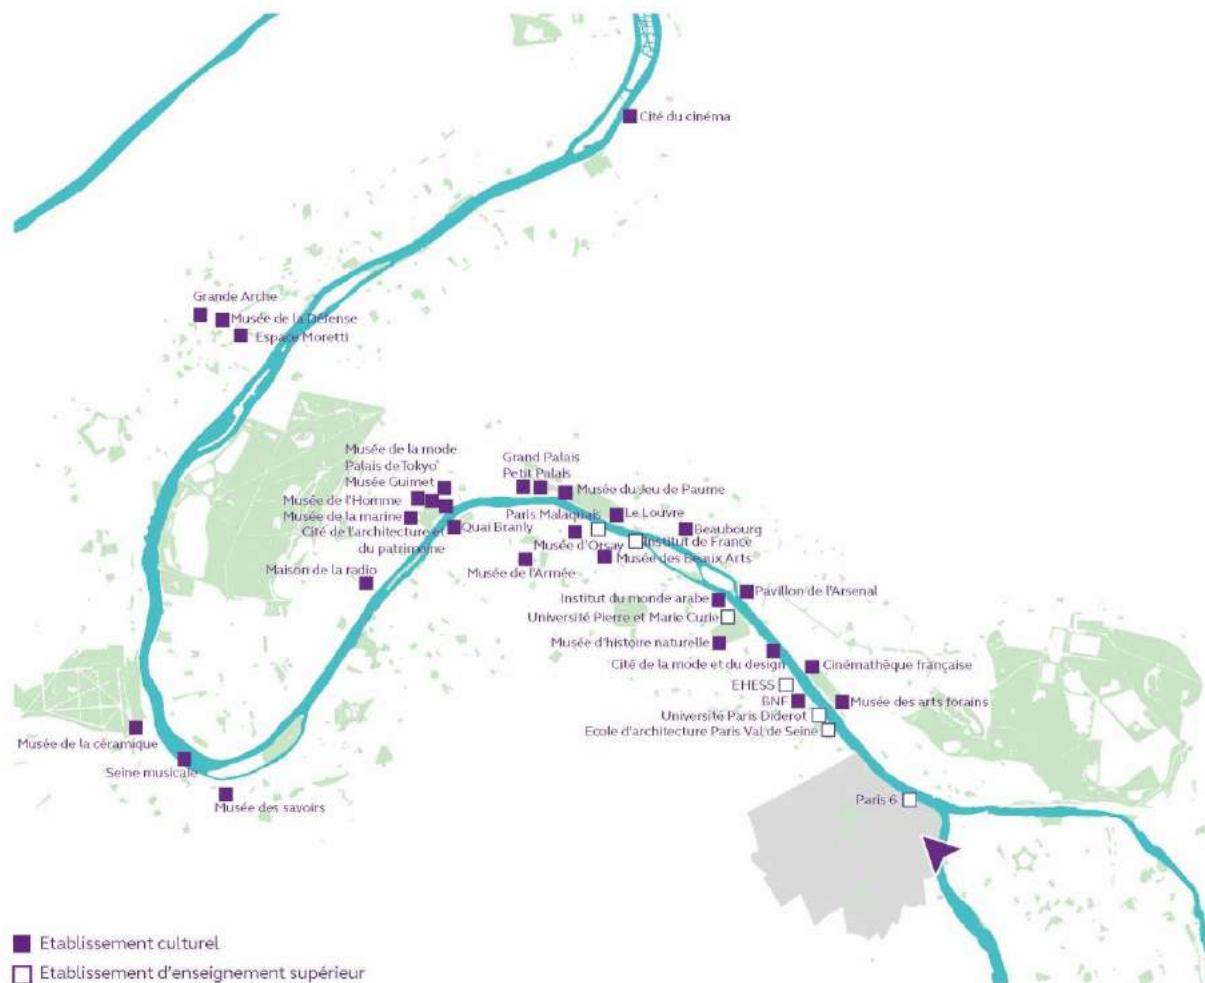 Cité du cinéma
Grande Arche
Musée de la Défense
Espace Moretti
Musée de la mode
Palais de Tokyo
Musée Guimet
Musée de l'Homme
Musée de la marine
Cité de l'architecture et
du patrimoine
Quai Branly
Maison de la radio
Grand Palais
Petit Palais
Musée du Jeu de Paume
Paris Malaquais
Le Louvre
Beaubourg
Institut de France
Musée d'Orsay
Musée des Beaux Arts
Musée de l'Armée
Institut du monde arabe
Pavillon de l'Arsenal
Université Pierre et Marie Curie
Musée d'histoire naturelle
Cité de la mode et du design
Cinémathèque française
EHESS
BNF
Musée des arts forains
Université Paris Diderot
Ecole d'architecture Paris Val de Seine
Musée de la céramique
Seine musicale
Musée des savoirs
Paris 6
Etablissement culturel
Etablissement d'enseignement supérieur